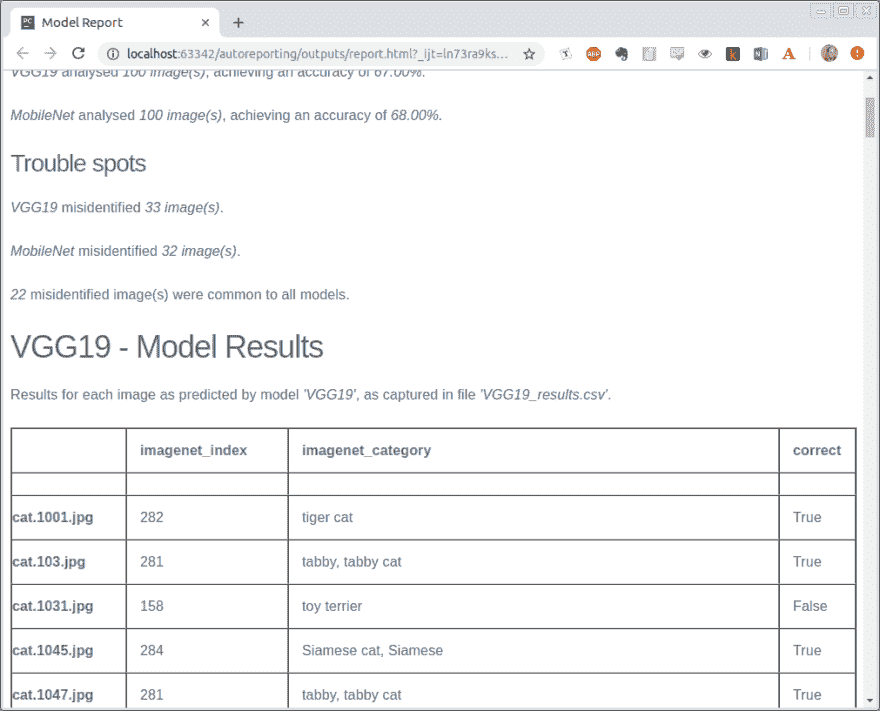 Model Report
localhost:63342/autoreporting/outputs/report.html?_ijt=ln73ra9ks...
VGG19 analysed 100 image(s), achieving an accuracy of 67.00%.
MobileNet analysed 100 image(s), achieving an accuracy of 68.00%.
Trouble spots
VGG19 misidentified 33 image(s).
MobileNet misidentified 32 image(s).
22 misidentified image(s) were common to all models.
VGG19 - Model Results
Results for each image as predicted by model 'VGG19', as captured in file 'VGG19_results.csv'.
imagenet_index imagenet_category correct
cat.1001.jpg 282 tiger cat True
cat.103.jpg 281 tabby, tabby cat True
cat.1031.jpg 158 toy terrier False
cat.1045.jpg 284 Siamese cat, Siamese True
cat.1047.jpg 281 tabby, tabby cat True